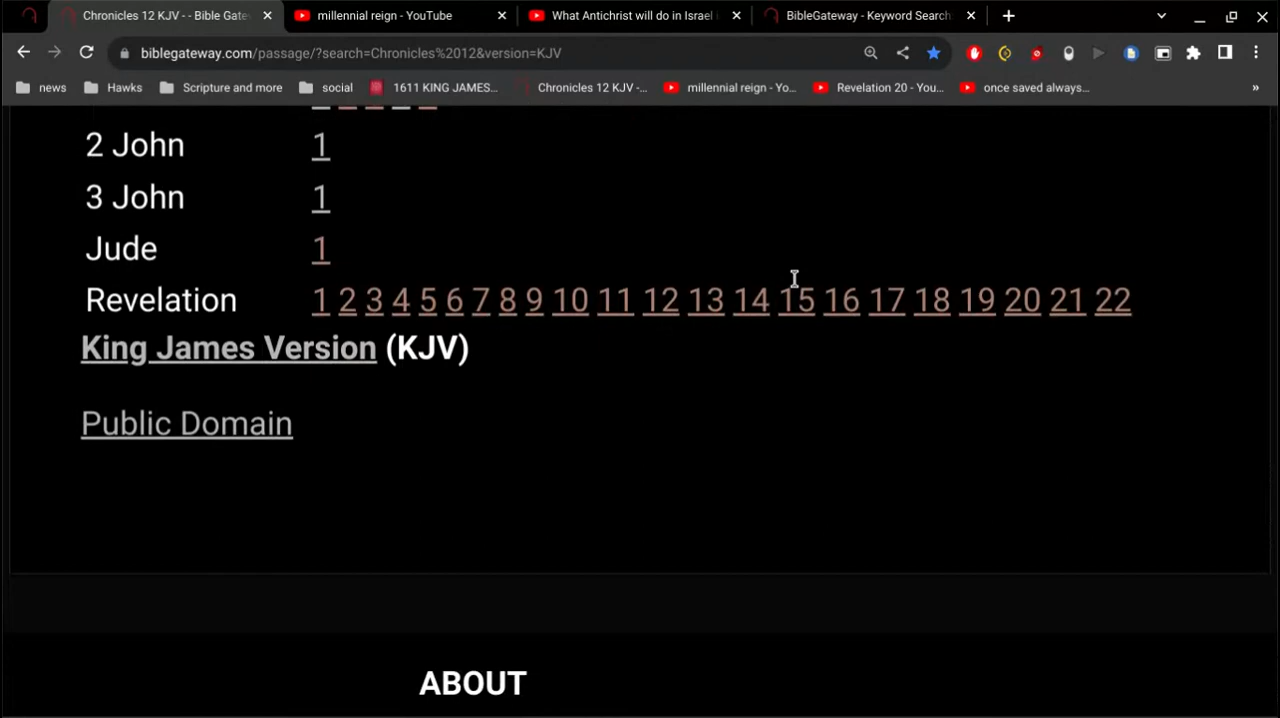 Chronicles 12 KJV - - Bible Gate
millennial reign - YouTube
What Antichrist will do in Israel
BibleGateway - Keyword Search:
biblegateway.com/passage/?search=Chronicles%2012&version=KJV
news
Hawks
Scripture and more
social
1611 KING JAMES...
Chronicles 12 KJV -...
millennial reign - Yo...
Revelation 20 - You...
once saved always...
»
2 John 1
3 John 1
Jude 1
Revelation 1 2 3 4 5 6 7 8 9 10 11 12 13 14 15 16 17 18 19 20 21 22
King James Version (KJV)
Public Domain
ABOUT